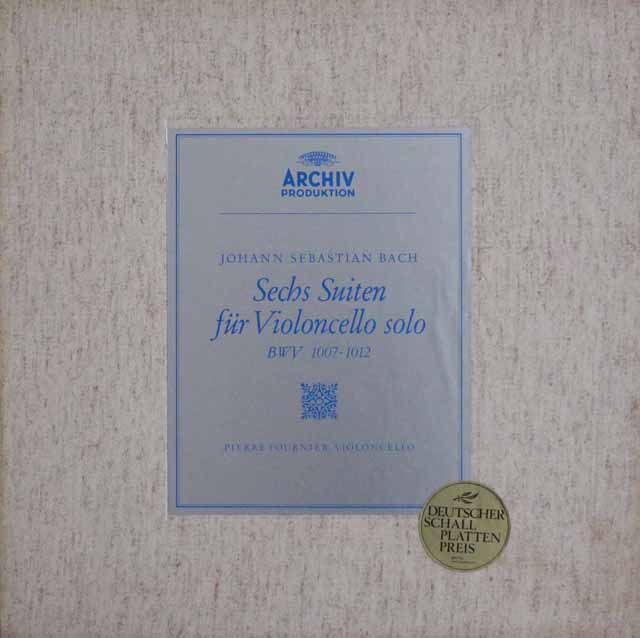 ARCHIV
PRODUKTION
JOHANN SEBASTIAN BACH
Sechs Suiten
für Violoncello solo
BWV 1007-1012
PIERRE FOURNIER, VIOLONCELLO
DEUTSCHER
SCHALL
PLATTEN
PREIS